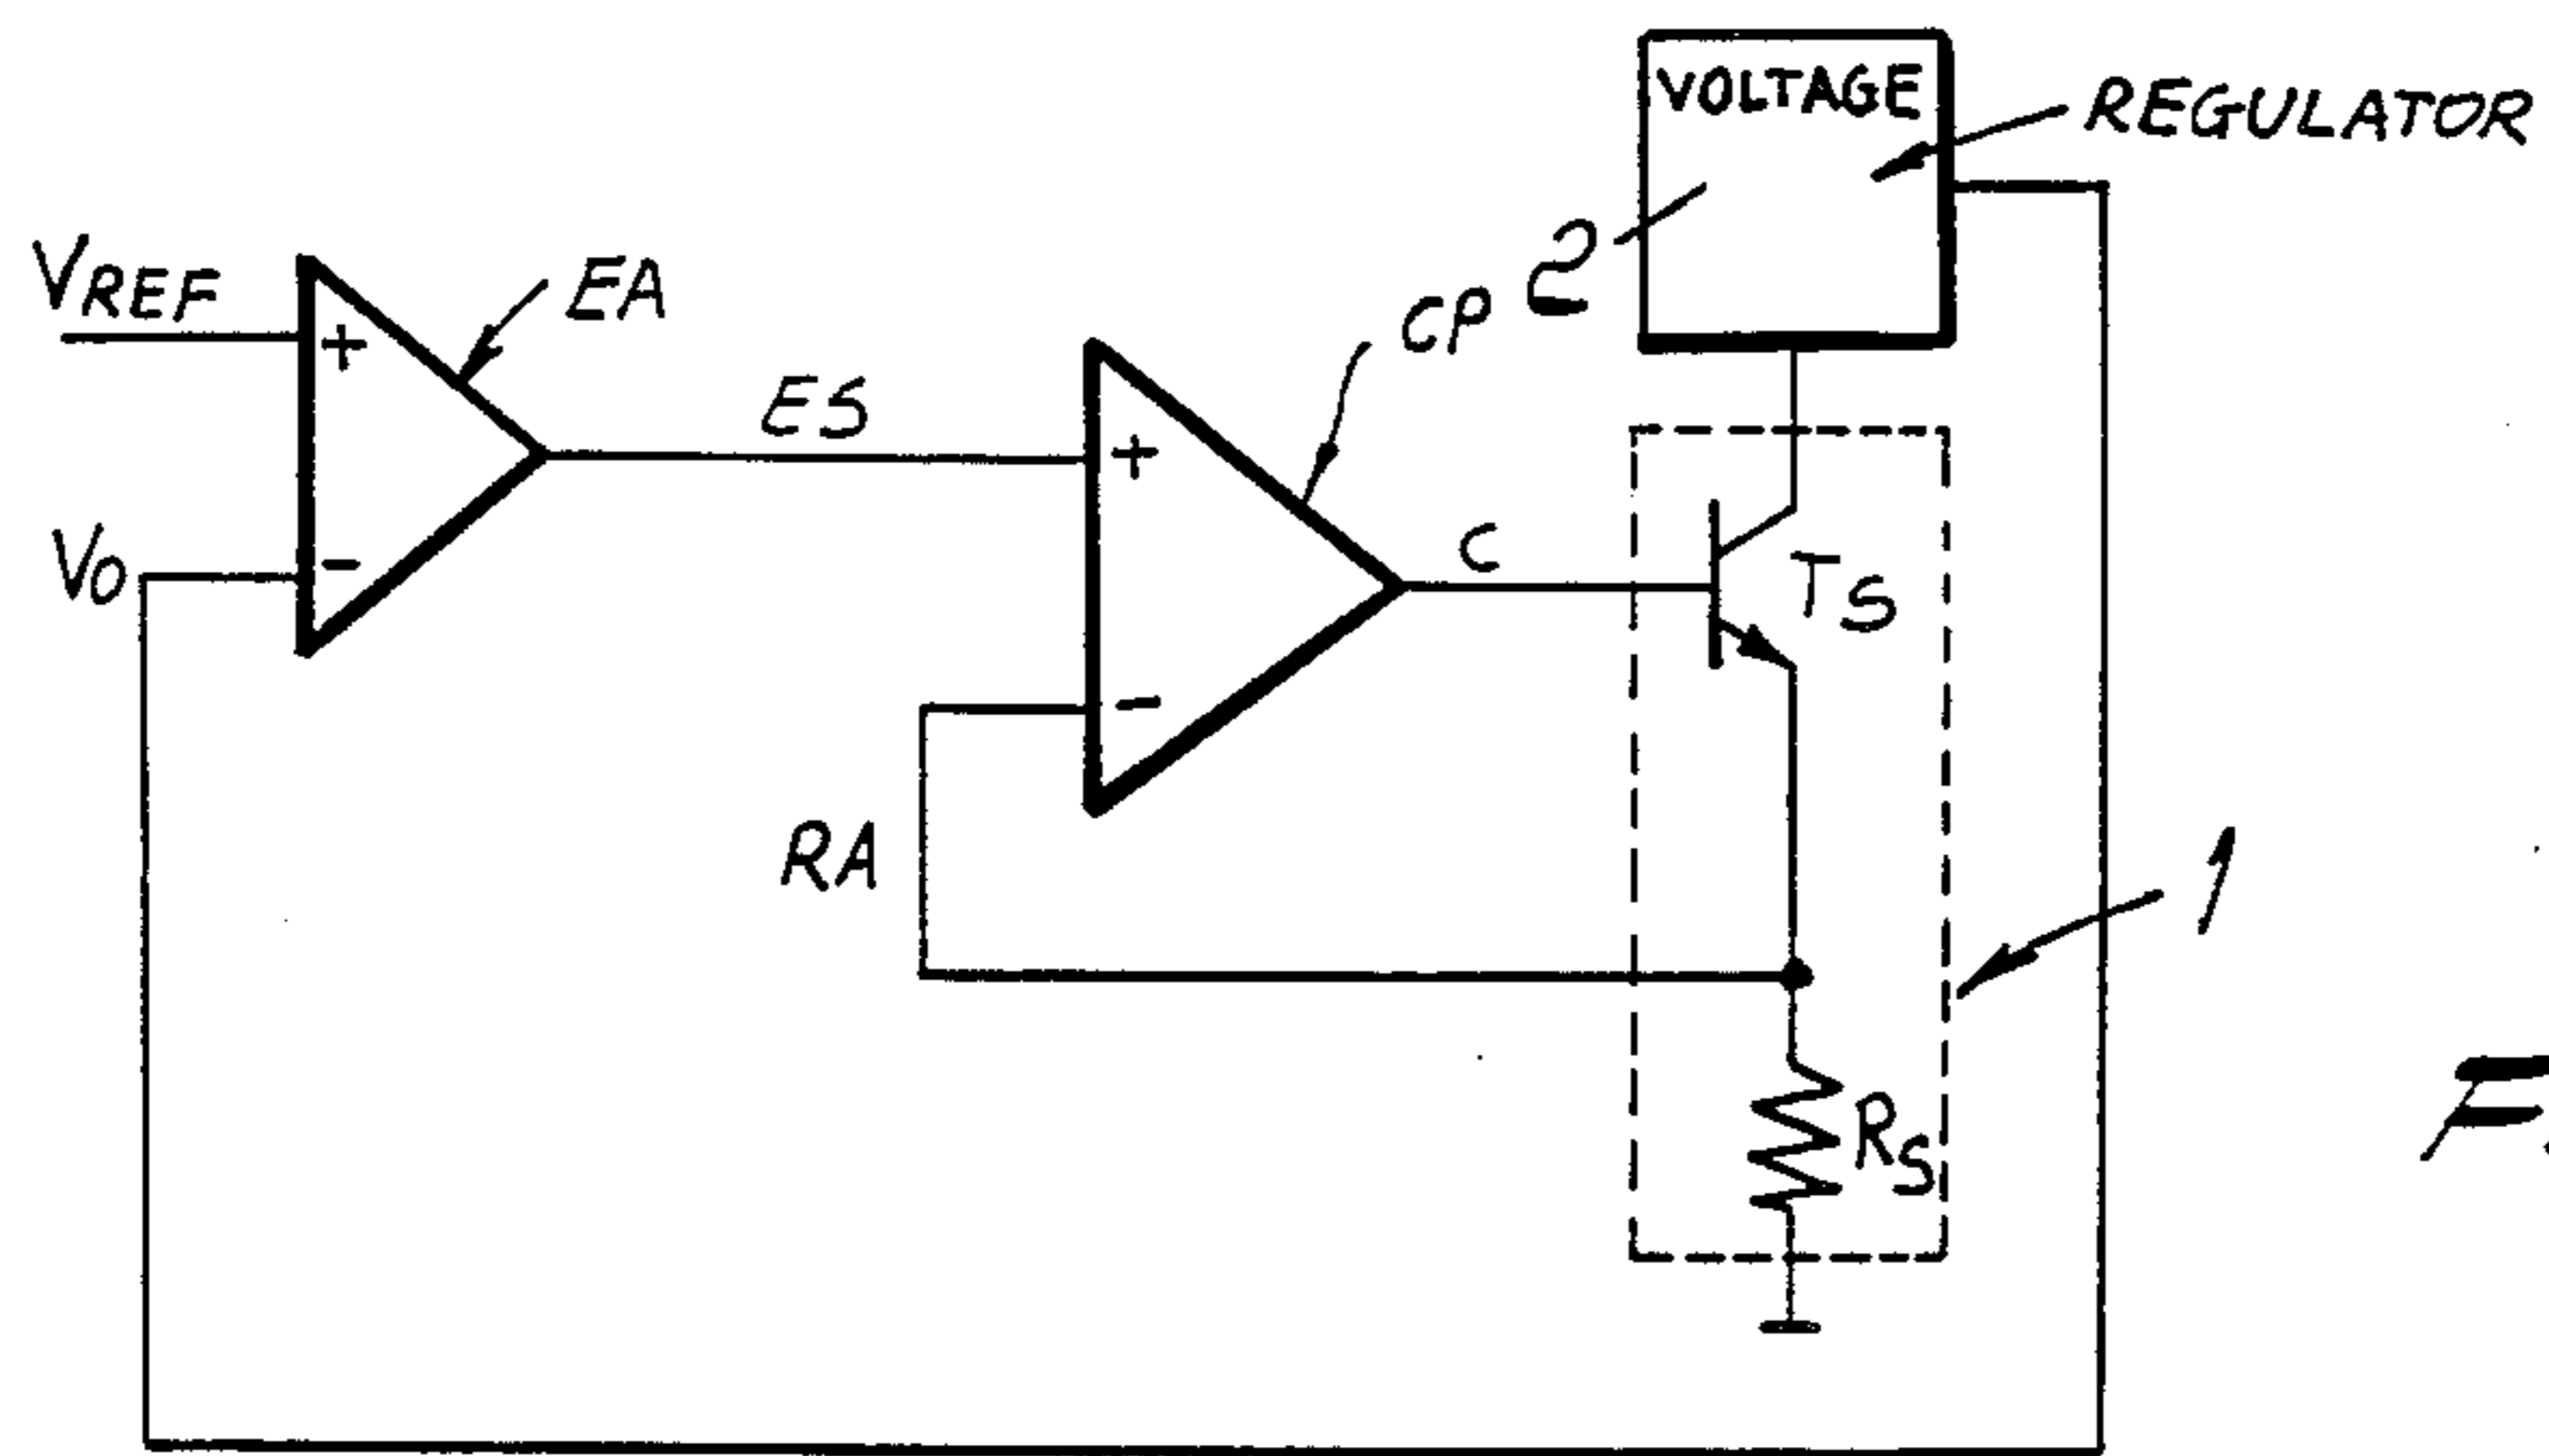 VOLTAGE
REGULATOR
2
VREF
+
EA
ES
CP
+
VO
-
C
TS
-
RA
1
RS